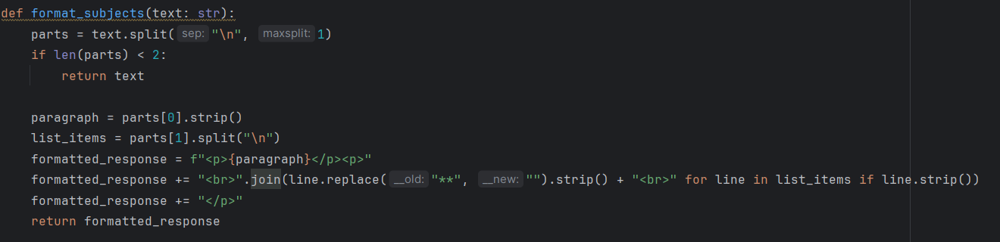 def format_subjects(text: str):
    parts = text.split(sep: "\n", maxsplit: 1)
    if len(parts) < 2:
        return text
    paragraph = parts[0].strip()
    list_items = parts[1].split("\n")
    formatted_response = f"<p>{paragraph}</p><p>"
    formatted_response += "<br>".join(line.replace(__old: "**", __new: "").strip() + "<br>" for line in list_items if line.strip())
    formatted_response += "</p>"
    return formatted_response